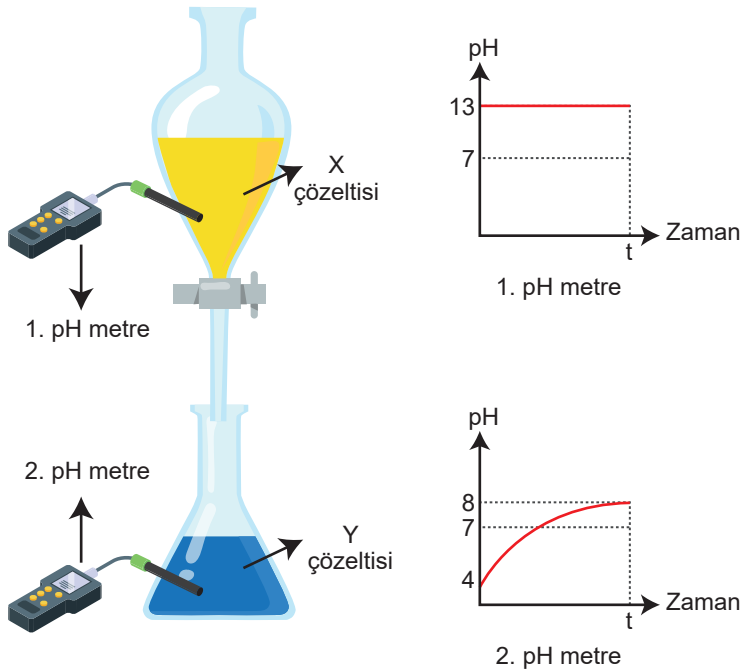 X
çözeltisi
1. pH metre
2. pH metre
Y
çözeltisi
pH
13
7
Zaman
t
1. pH metre
pH
8
7
4
Zaman
t
2. pH metre